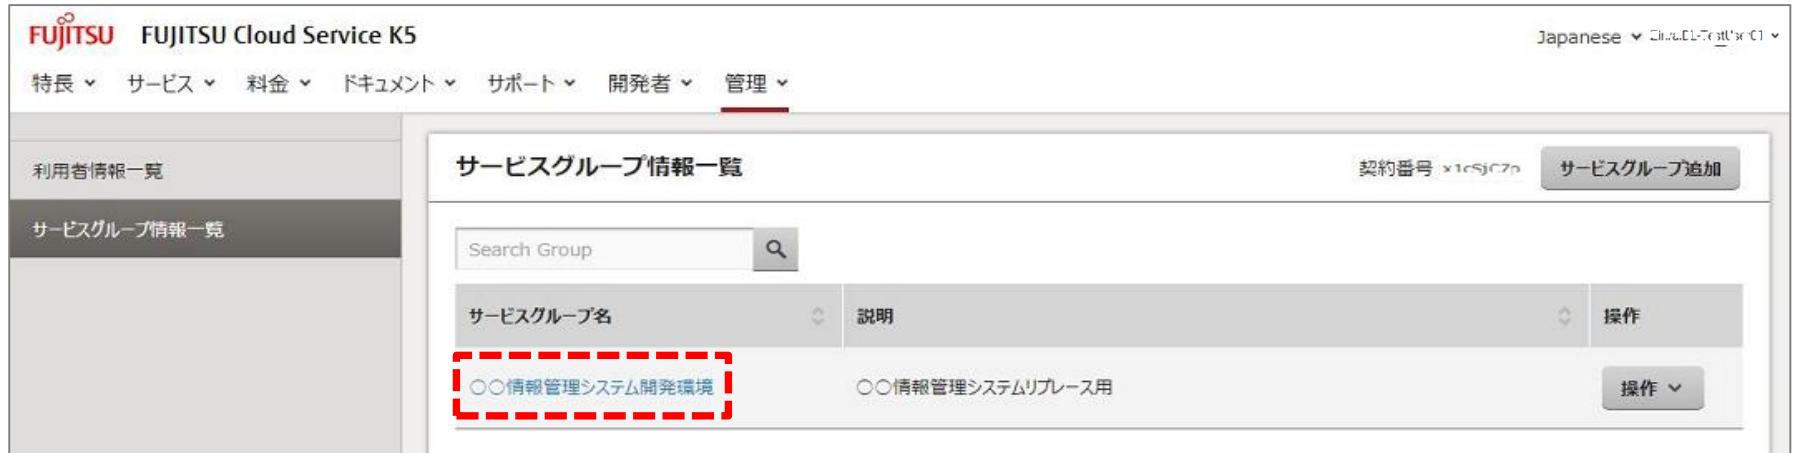 FUJITSU FUJITSU Cloud Service K5
Japanese
特長 サービス 料金 ドキュメント サポート 開発者 管理
利用者情報一覧
サービスグループ情報一覧
サービスグループ情報一覧
契約番号
サービスグループ追加
Search Group
サービスグループ名 説明 操作
○○情報管理システム開発環境 ○○情報管理システムリプレース用 操作